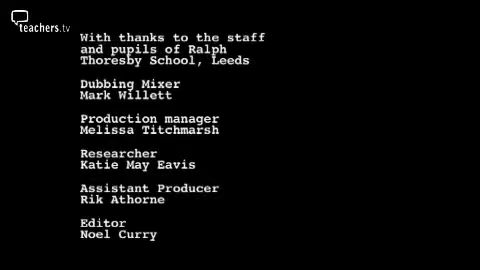 teachers.tv
With thanks to the staff
and pupils of Ralph
Thoresby School, Leeds
Dubbing Mixer
Mark Willett
Production manager
Melissa Titchmarsh
Researcher
Katie May Eavis
Assistant Producer
Rik Athorne
Editor
Noel Curry